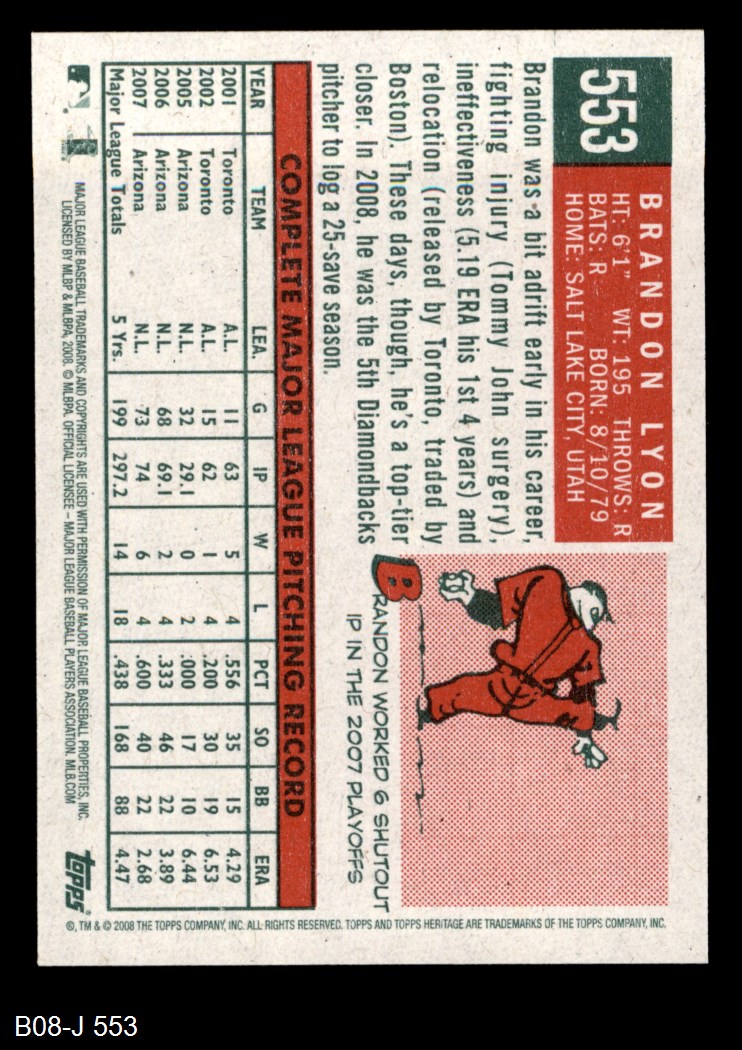 553
BRANDON LYON
HT: 6'1" WT: 195 THROWS: R
BATS: R BORN: 8/10/79
HOME: SALT LAKE CITY, UTAH
Brandon was a bit adrift early in his career,
fighting injury (Tommy John surgery),
ineffectiveness (5.19 ERA his 1st 4 years) and
relocation (released by Toronto, traded by
Boston). These days, though, he's a top-tier
closer. In 2008, he was the 5th Diamondbacks
pitcher to log a 25-save season.
BRANDON WORKED 6 SHUTOUT
IP IN THE 2007 PLAYOFFS
COMPLETE MAJOR LEAGUE PITCHING RECORD
YEAR TEAM LEA. G IP W L PCT SO BB ERA
2001 Toronto A.L. 11 63 5 4 .556 35 15 4.29
2002 Toronto A.L. 15 62 1 4 .200 30 19 6.53
2005 Arizona N.L. 32 29.1 0 2 .000 17 10 6.44
2006 Arizona N.L. 68 69.1 2 4 .333 46 22 3.89
2007 Arizona N.L. 73 74 6 4 .600 40 22 2.68
Major League Totals 5 Yrs. 199 297.2 14 18 .438 168 88 4.47
MAJOR LEAGUE BASEBALL TRADEMARKS AND COPYRIGHTS ARE USED WITH PERMISSION OF MAJOR LEAGUE BASEBALL PROPERTIES, INC.
LICENSED BY MLBP & MLBPA, 2008. © MLBPA. OFFICIAL LICENSEE – MAJOR LEAGUE BASEBALL PLAYERS ASSOCIATION. MLB.COM
topps
®, TM & © 2008 THE TOPPS COMPANY, INC. ALL RIGHTS RESERVED. TOPPS AND TOPPS HERITAGE ARE TRADEMARKS OF THE TOPPS COMPANY, INC.
B08-J 553